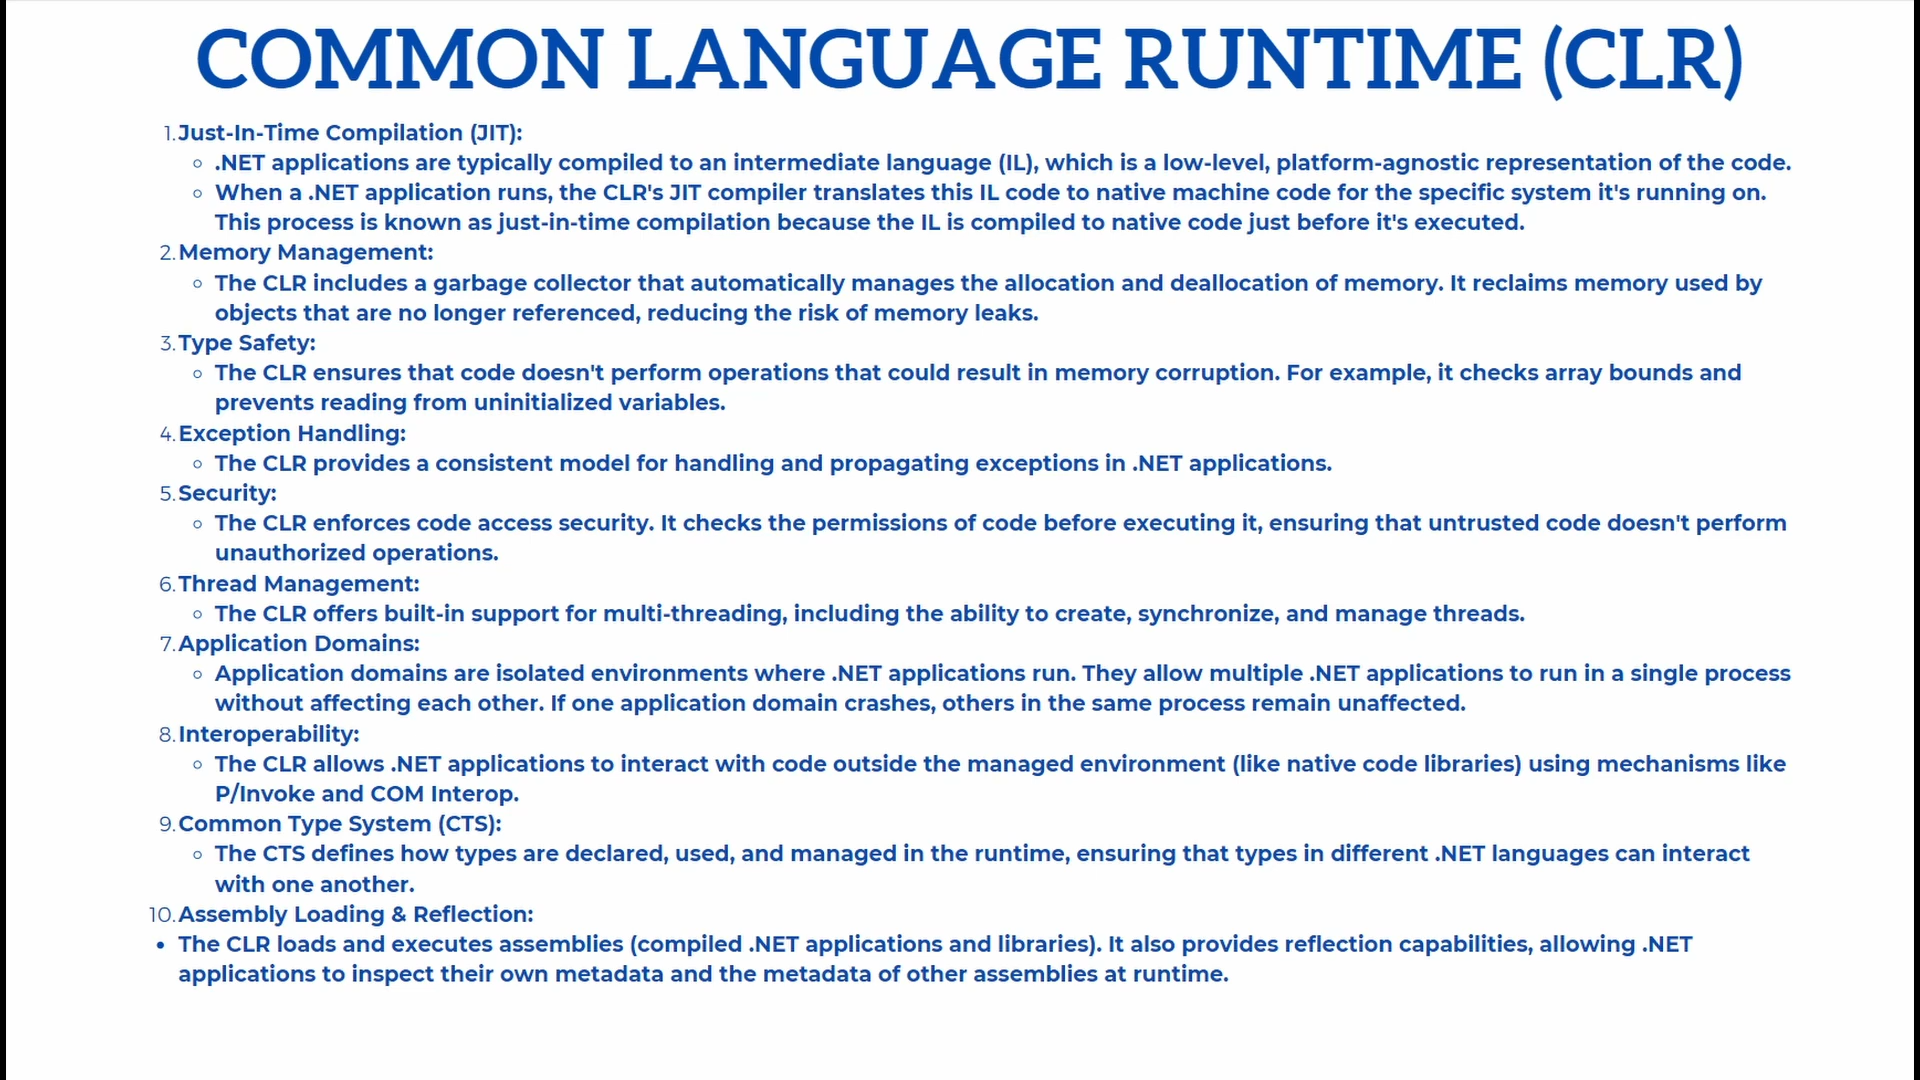 COMMON LANGUAGE RUNTIME (CLR)
1. Just-In-Time Compilation (JIT):
◦ .NET applications are typically compiled to an intermediate language (IL), which is a low-level, platform-agnostic representation of the code.
◦ When a .NET application runs, the CLR's JIT compiler translates this IL code to native machine code for the specific system it's running on.
This process is known as just-in-time compilation because the IL is compiled to native code just before it's executed.
2. Memory Management:
◦ The CLR includes a garbage collector that automatically manages the allocation and deallocation of memory. It reclaims memory used by
objects that are no longer referenced, reducing the risk of memory leaks.
3. Type Safety:
◦ The CLR ensures that code doesn't perform operations that could result in memory corruption. For example, it checks array bounds and
prevents reading from uninitialized variables.
4. Exception Handling:
◦ The CLR provides a consistent model for handling and propagating exceptions in .NET applications.
5. Security:
◦ The CLR enforces code access security. It checks the permissions of code before executing it, ensuring that untrusted code doesn't perform
unauthorized operations.
6. Thread Management:
◦ The CLR offers built-in support for multi-threading, including the ability to create, synchronize, and manage threads.
7. Application Domains:
◦ Application domains are isolated environments where .NET applications run. They allow multiple .NET applications to run in a single process
without affecting each other. If one application domain crashes, others in the same process remain unaffected.
8. Interoperability:
◦ The CLR allows .NET applications to interact with code outside the managed environment (like native code libraries) using mechanisms like
P/Invoke and COM Interop.
9. Common Type System (CTS):
◦ The CTS defines how types are declared, used, and managed in the runtime, ensuring that types in different .NET languages can interact
with one another.
10. Assembly Loading & Reflection:
• The CLR loads and executes assemblies (compiled .NET applications and libraries). It also provides reflection capabilities, allowing .NET
applications to inspect their own metadata and the metadata of other assemblies at runtime.